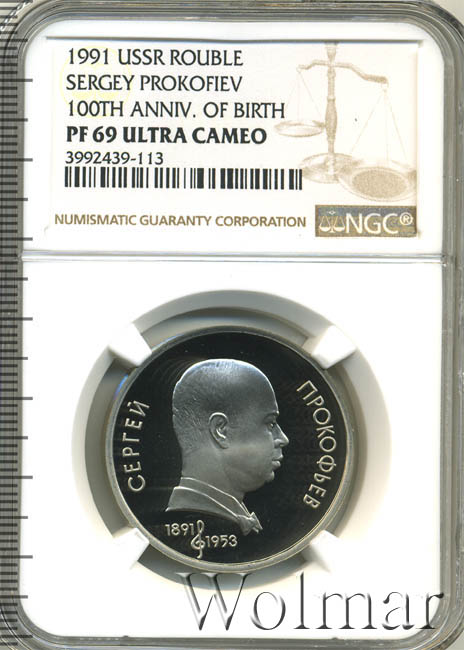 1991 USSR ROUBLE
SERGEY PROKOFIEV
100TH ANNIV. OF BIRTH
PF 69 ULTRA CAMEO
3992439-113
NUMISMATIC GUARANTY CORPORATION
NGC®
СЕРГЕЙ
ПРОКОФЬЕВ
1891
1953
Wolmar